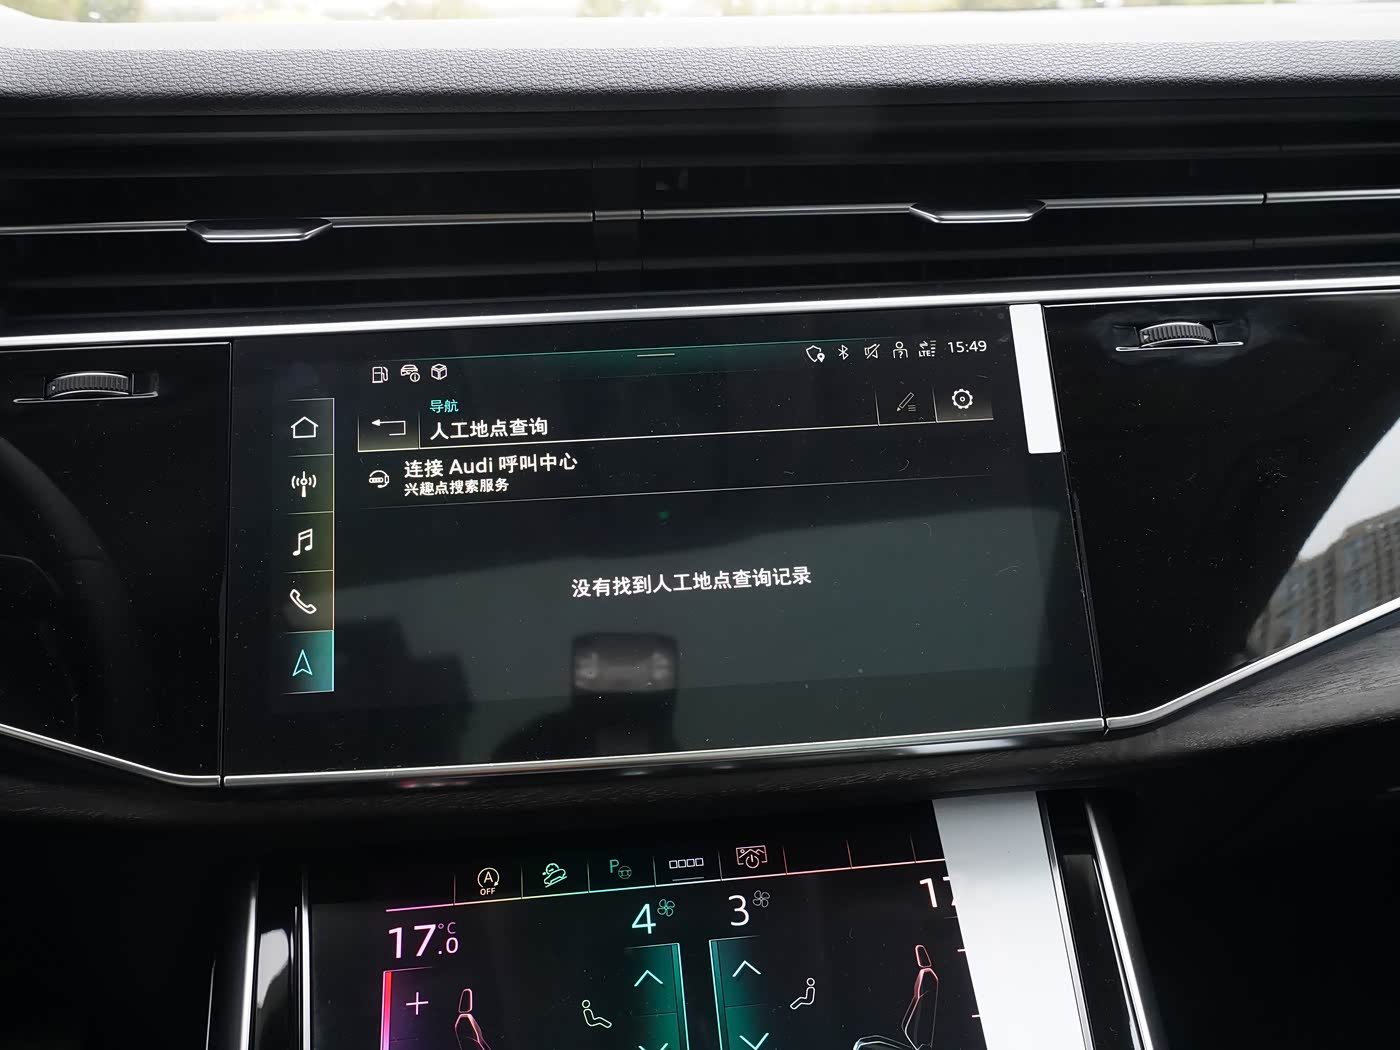 LTE 15:49
导航
人工地点查询
连接 Audi 呼叫中心
兴趣点搜索服务
没有找到人工地点查询记录
A
OFF
P
17.0 °C
4
3
17